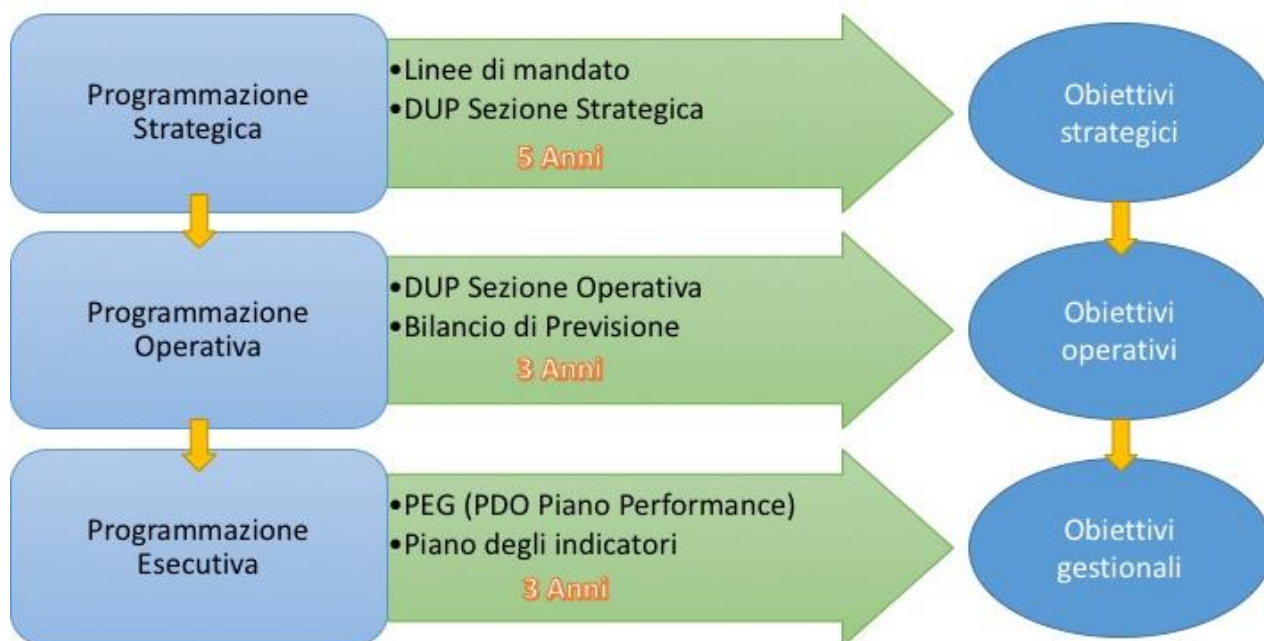 Programmazione
Strategica
•Linee di mandato
•DUP Sezione Strategica
5 Anni
Obiettivi
strategici
Programmazione
Operativa
•DUP Sezione Operativa
•Bilancio di Previsione
3 Anni
Obiettivi
operativi
Programmazione
Esecutiva
•PEG (PDO Piano Performance)
•Piano degli indicatori
3 Anni
Obiettivi
gestionali